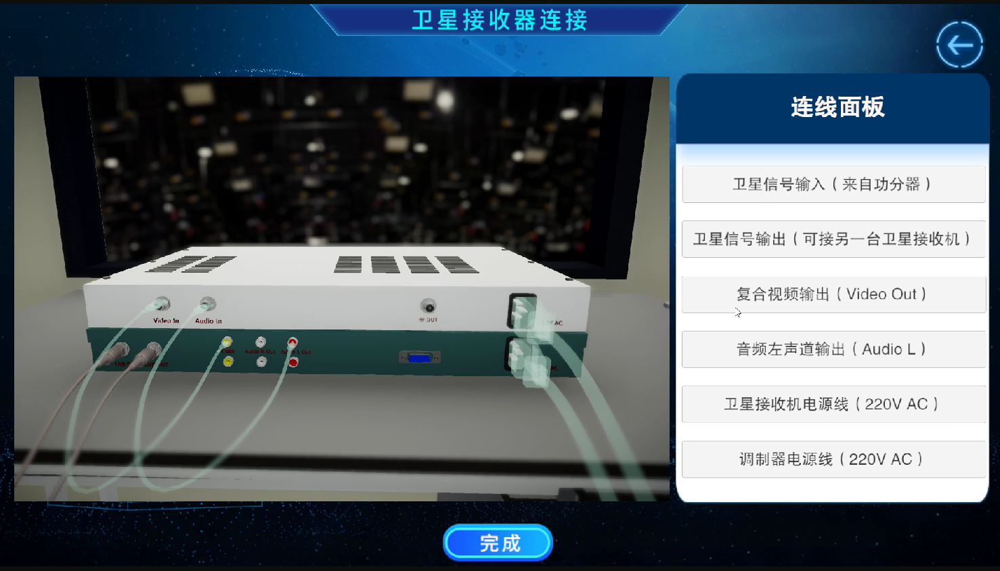 卫星接收器连接
连线面板
卫星信号输入（来自功分器）
卫星信号输出（可接另一台卫星接收机）
复合视频输出（Video Out）
音频左声道输出（Audio L）
卫星接收机电源线（220V AC）
调制器电源线（220V AC）
Video In
Audio In
RF OUT
AC
CVBS
Audio R Out
L Out
OUT
AC
完成